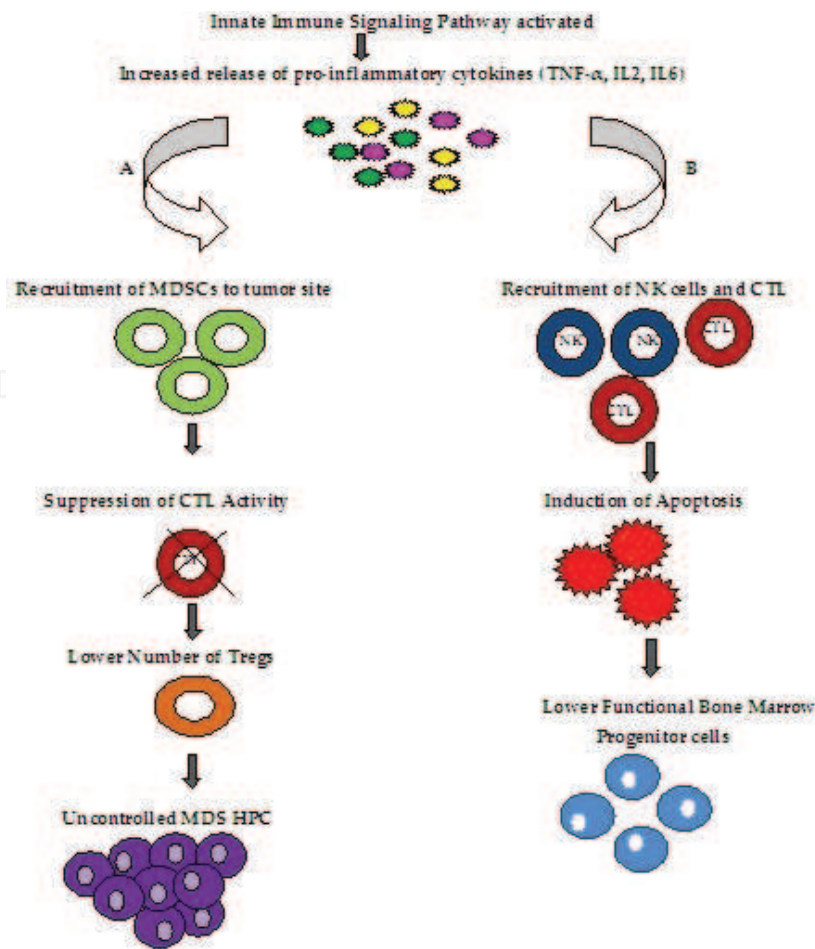 Innate Immune Signaling Pathway activated
Increased release of pro-inflammatory cytokines (TNF-α, IL2, IL6)
A
B
Recruitment of MDSCs to tumor site
Recruitment of NK cells and CTL
NK
NK
CTL
CTL
Suppression of CTL Activity
Induction of Apoptosis
Lower Number of Tregs
Lower Functional Bone Marrow
Progenitor cells
Uncontrolled MDS HPC